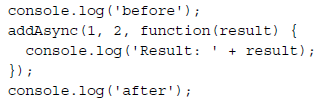 console.log('before');
addAsync(1, 2, function(result) {
  console.log('Result: ' + result);
});
console.log('after');